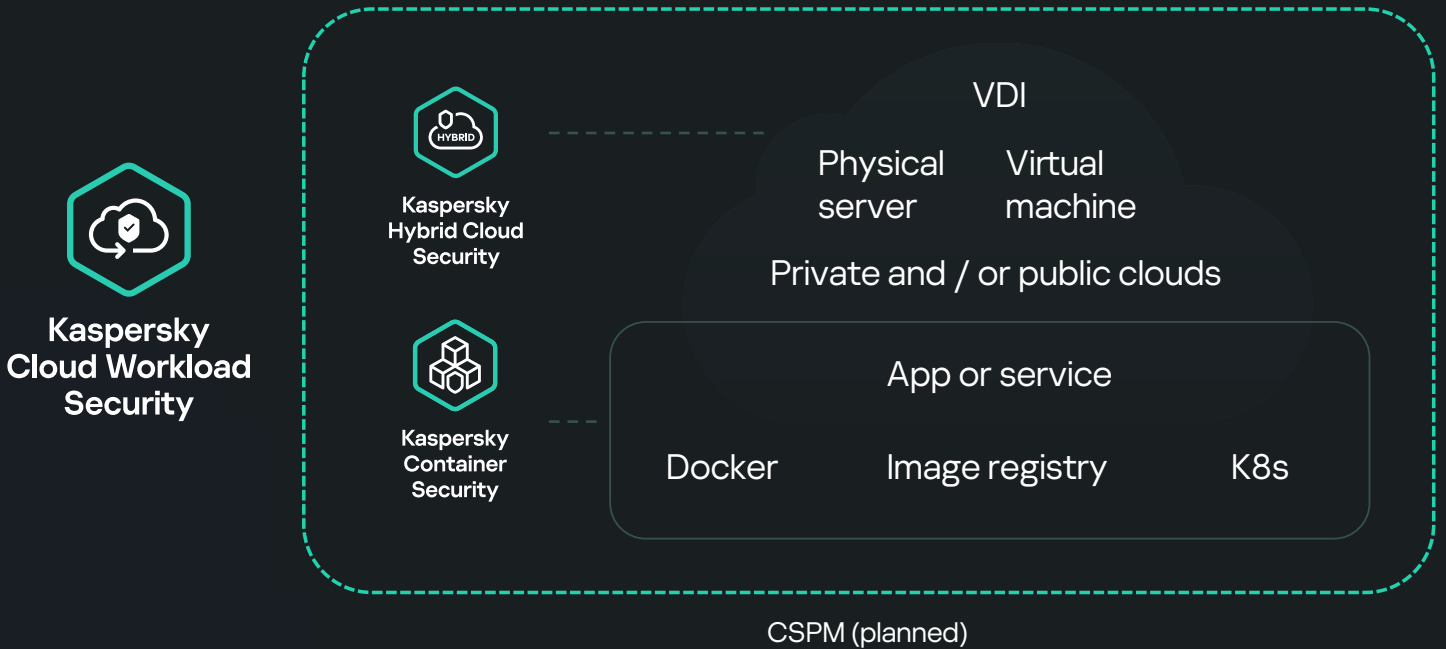 Kaspersky
Cloud Workload
Security
HYBRID
Kaspersky
Hybrid Cloud
Security
VDI
Physical
server
Virtual
machine
Private and / or public clouds
Kaspersky
Container
Security
App or service
Docker
Image registry
K8s
CSPM (planned)